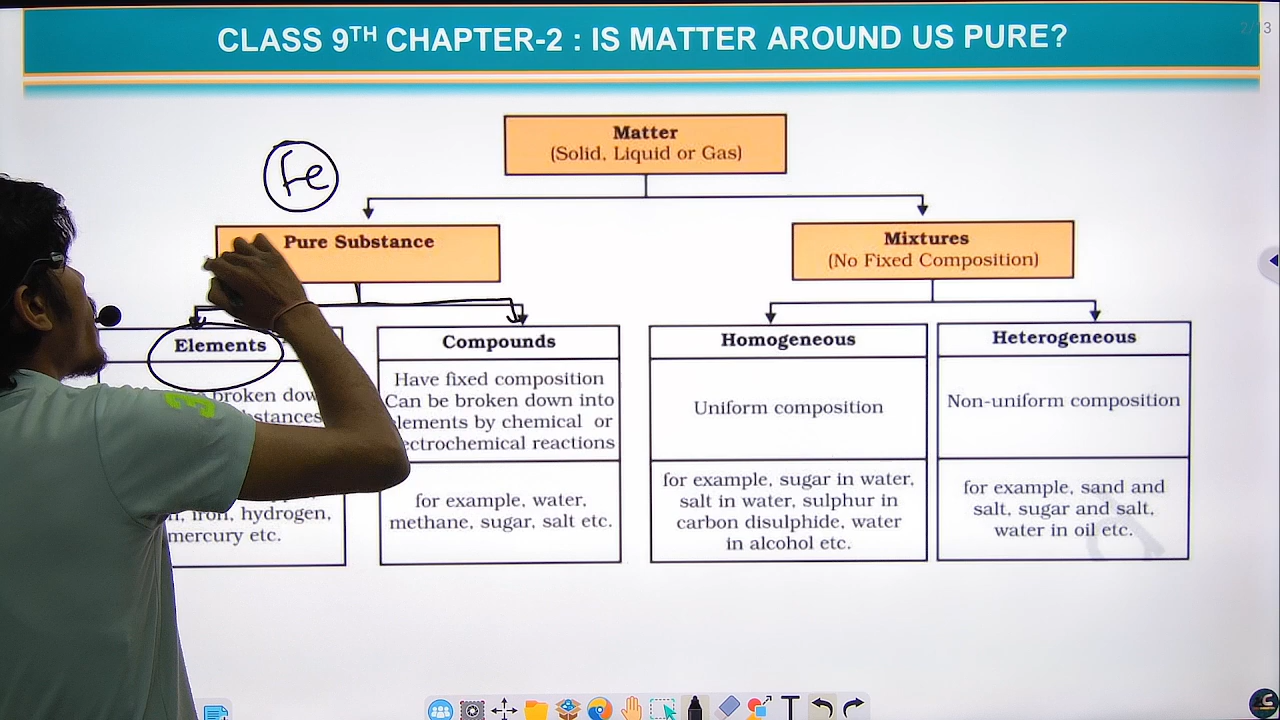 CLASS 9TH CHAPTER-2 : IS MATTER AROUND US PURE?
2/13
Matter
(Solid, Liquid or Gas)
Fe
Pure Substance
Mixtures
(No Fixed Composition)
Elements
broken
iron, hydrogen,
mercury etc.
Compounds
Have fixed composition
Can be broken down into
elements by chemical or
electrochemical reactions
for example, water,
methane, sugar, salt etc.
Homogeneous
Uniform composition
for example, sugar in water,
salt in water, sulphur in
carbon disulphide, water
in alcohol etc.
Heterogeneous
Non-uniform composition
for example, sand and
salt, sugar and salt,
water in oil etc.